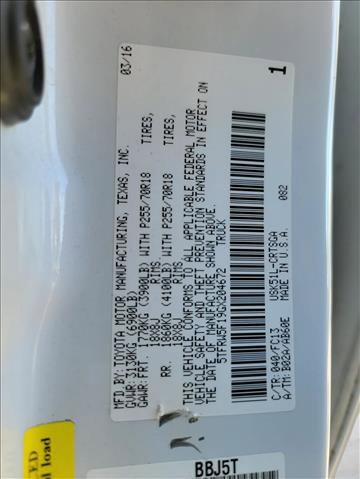 MFD.BY:TOYOTA MOTOR MANUFACTURING, TEXAS, INC. 03/16
GVWR: 3130KG (6900LB)
GAWR: FRT. 1770KG (3900LB) WITH P255/70R18 TIRES,
18X8J RIMS
RR. 1860KG (4100LB) WITH P255/70R18 TIRES,
18X8J RIMS
THIS VEHICLE CONFORMS TO ALL APPLICABLE FEDERAL MOTOR
VEHICLE SAFETY AND THEFT PREVENTION STANDARDS IN EFFECT ON
THE DATE OF MANUFACTURE SHOWN ABOVE.
TRUCK
C/TR: 040/FC13 USK51L-CRTSGA
A/TM: B02A/AB60E MADE IN U.S.A. 082
1
BBJ5T
load